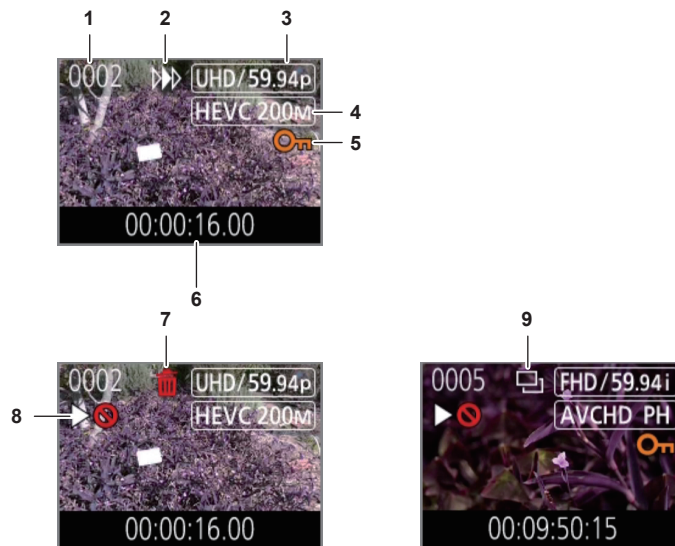 1 2 3
0002 UHD/59.94p
HEVC 200M
4
5
00:00:16.00
6
7 9
0002 UHD/59.94p
8 HEVC 200M
00:00:16.00
0005 FHD/59.94i
AVCHD PH
00:09:50:15